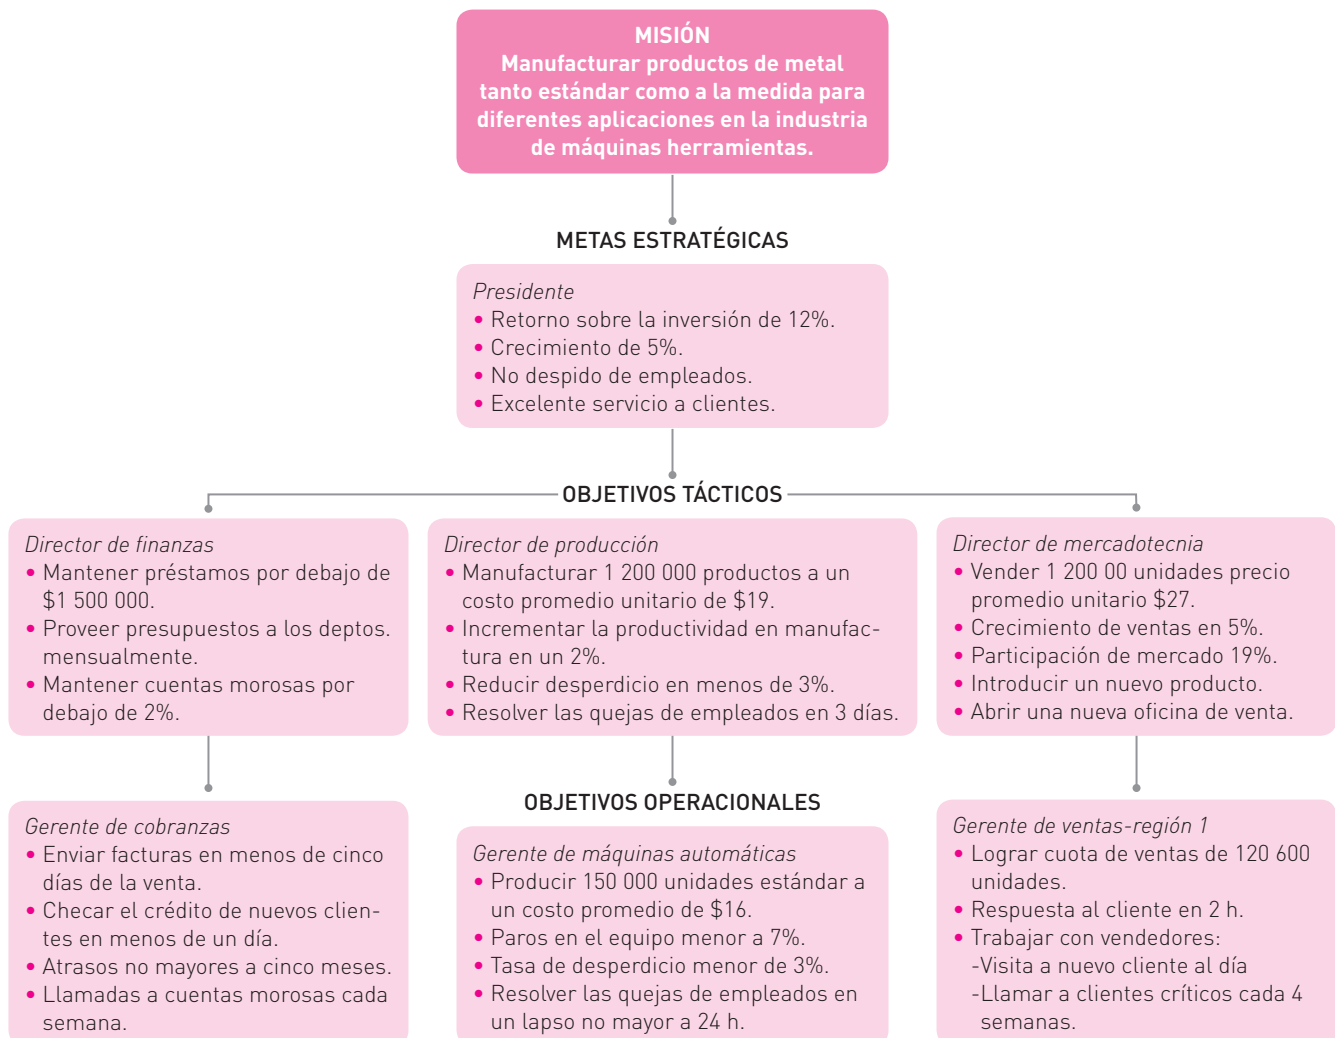 MISIÓN
Manufacturar productos de metal
tanto estándar como a la medida para
diferentes aplicaciones en la industria
de máquinas herramientas.
METAS ESTRATÉGICAS
Presidente
• Retorno sobre la inversión de 12%.
• Crecimiento de 5%.
• No despido de empleados.
• Excelente servicio a clientes.
OBJETIVOS TÁCTICOS
Director de finanzas
• Mantener préstamos por debajo de
$1 500 000.
• Proveer presupuestos a los deptos.
mensualmente.
• Mantener cuentas morosas por
debajo de 2%.
Director de producción
• Manufacturar 1 200 000 productos a un
costo promedio unitario de $19.
• Incrementar la productividad en manufac-
tura en un 2%.
• Reducir desperdicio en menos de 3%.
• Resolver las quejas de empleados en 3 días.
Director de mercadotecnia
• Vender 1 200 00 unidades precio
promedio unitario $27.
• Crecimiento de ventas en 5%.
• Participación de mercado 19%.
• Introducir un nuevo producto.
• Abrir una nueva oficina de venta.
OBJETIVOS OPERACIONALES
Gerente de cobranzas
• Enviar facturas en menos de cinco
días de la venta.
• Checar el crédito de nuevos clien-
tes en menos de un día.
• Atrasos no mayores a cinco meses.
• Llamadas a cuentas morosas cada
semana.
Gerente de máquinas automáticas
• Producir 150 000 unidades estándar a
un costo promedio de $16.
• Paros en el equipo menor a 7%.
• Tasa de desperdicio menor de 3%.
• Resolver las quejas de empleados en
un lapso no mayor a 24 h.
Gerente de ventas-región 1
• Lograr cuota de ventas de 120 600
unidades.
• Respuesta al cliente en 2 h.
• Trabajar con vendedores:
-Visita a nuevo cliente al día
-Llamar a clientes críticos cada 4
semanas.